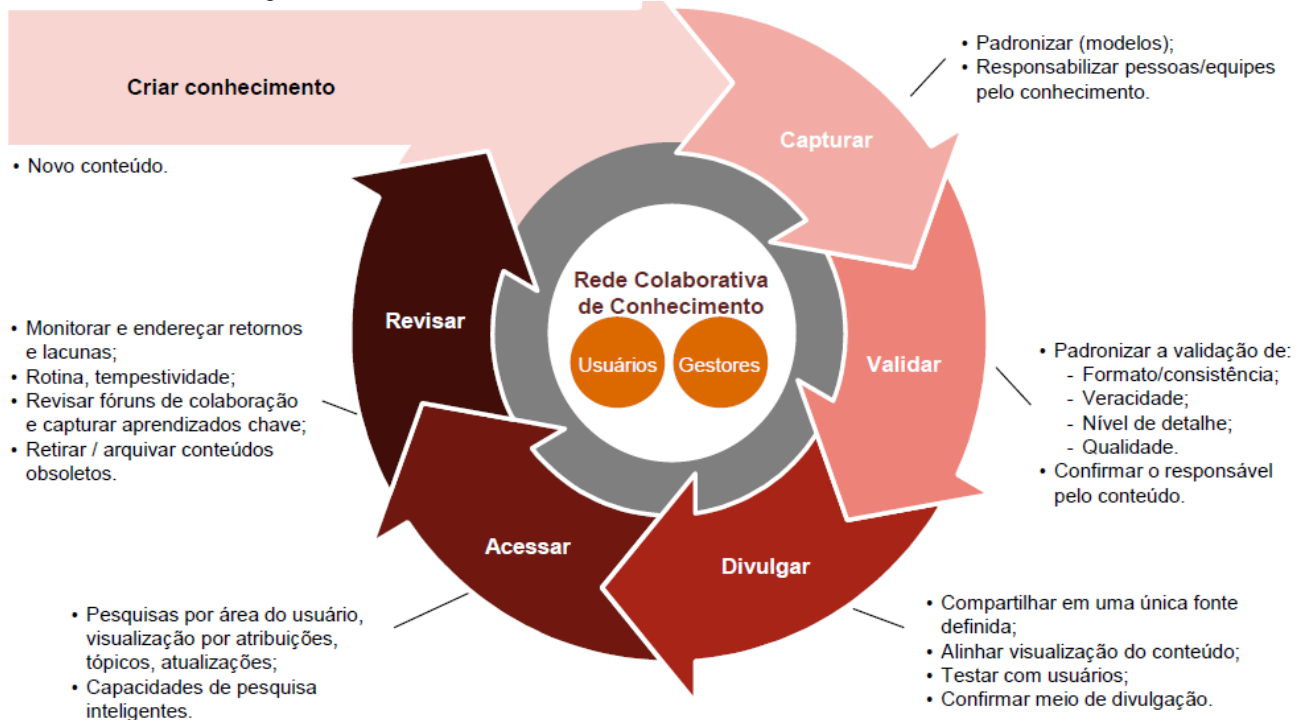 Criar conhecimento
• Novo conteúdo.
Capturar
• Padronizar (modelos);
• Responsabilizar pessoas/equipes
pelo conhecimento.
Validar
• Padronizar a validação de:
- Formato/consistência;
- Veracidade;
- Nível de detalhe;
- Qualidade.
• Confirmar o responsável
pelo conteúdo.
Divulgar
• Compartilhar em uma única fonte
definida;
• Alinhar visualização do conteúdo;
• Testar com usuários;
• Confirmar meio de divulgação.
Acessar
• Pesquisas por área do usuário,
visualização por atribuições,
tópicos, atualizações;
• Capacidades de pesquisa
inteligentes.
Revisar
• Monitorar e endereçar retornos
e lacunas;
• Rotina, tempestividade;
• Revisar fóruns de colaboração
e capturar aprendizados chave;
• Retirar / arquivar conteúdos
obsoletos.
Rede Colaborativa
de Conhecimento
Usuários
Gestores